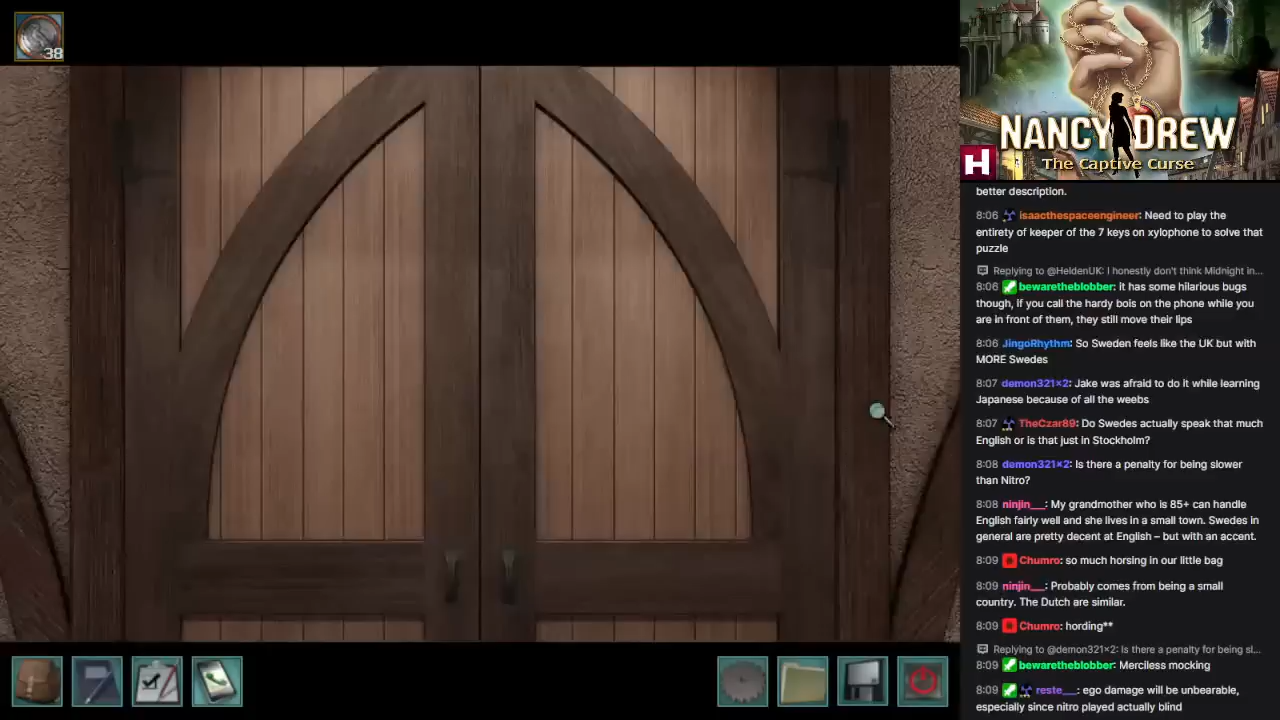 38
NANCY DREW
The Captive Curse
H
better description.
8:06 isaacthespaceengineer: Need to play the
entirety of keeper of the 7 keys on xylophone to solve that
puzzle
Replying to @HeldenUK: I honestly don't think Midnight in...
8:06 bewaretheblobber: it has some hilarious bugs
though, if you call the hardy bois on the phone while you
are in front of them, they still move their lips
8:06 JingoRhythm: So Sweden feels like the UK but with
MORE Swedes
8:07 demon321x2: Jake was afraid to do it while learning
Japanese because of all the weebs
8:07 TheCzar89: Do Swedes actually speak that much
English or is that just in Stockholm?
8:08 demon321x2: Is there a penalty for being slower
than Nitro?
8:08 ninjin___: My grandmother who is 85+ can handle
English fairly well and she lives in a small town. Swedes in
general are pretty decent at English – but with an accent.
8:09 Chumro: so much horsing in our little bag
8:09 ninjin___: Probably comes from being a small
country. The Dutch are similar.
8:09 Chumro: hording**
Replying to @demon321x2: Is there a penalty for being sl...
8:09 bewaretheblobber: Merciless mocking
8:09 reste___: ego damage will be unbearable,
especially since nitro played actually blind